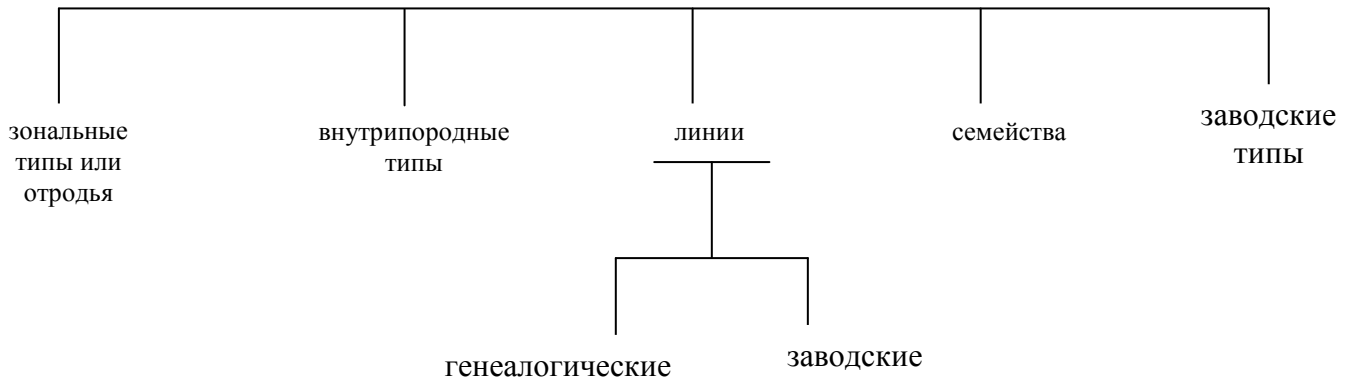 зональные
типы или
отродья
внутрипородные
типы
линии
семейства
заводские
типы
генеалогические
заводские